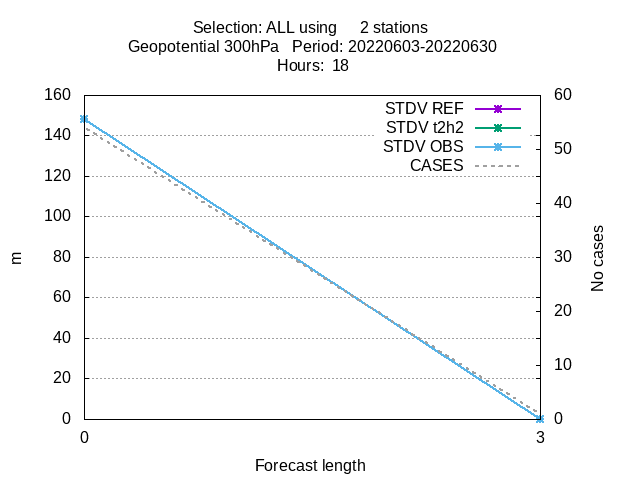 Selection: ALL using 2 stations
Geopotential 300hPa Period: 20220603-20220630
Hours: 18
160 60
STDV REF
STDV t2h2
STDV OBS
CASES
140
120
100
80
60
40
20
0
50
40
30
20
10
0
m
No cases
0 3
Forecast length